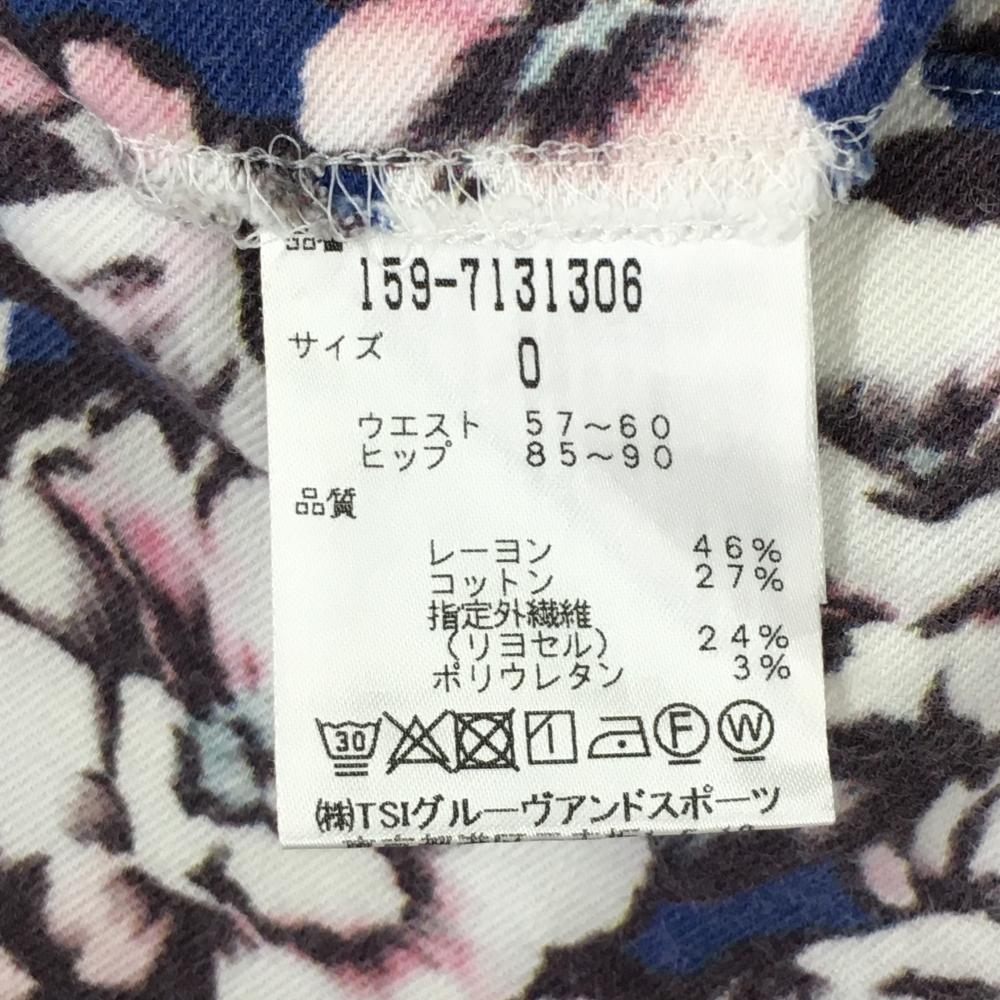 159-7131306
サイズ 0
ウエスト 57～60
ヒップ 85～90
品質
レーヨン 46%
コットン 27%
指定外繊維
（リヨセル） 24%
ポリウレタン 3%
30 F W
㈱TSIグルーヴアンドスポーツ